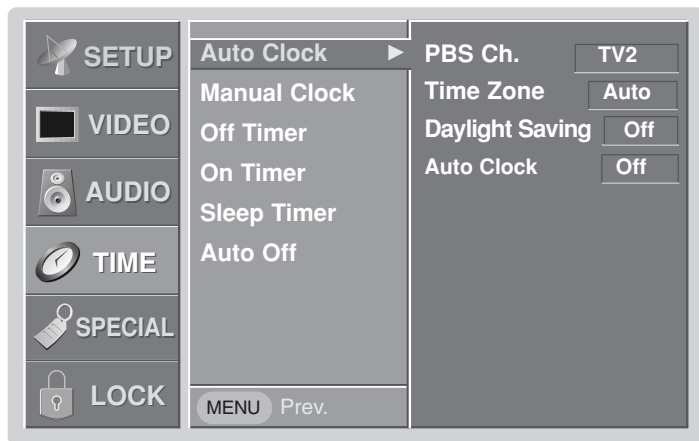 SETUP
VIDEO
AUDIO
TIME
SPECIAL
LOCK
Auto Clock ►
Manual Clock
Off Timer
On Timer
Sleep Timer
Auto Off
MENU Prev.
PBS Ch. TV2
Time Zone Auto
Daylight Saving Off
Auto Clock Off